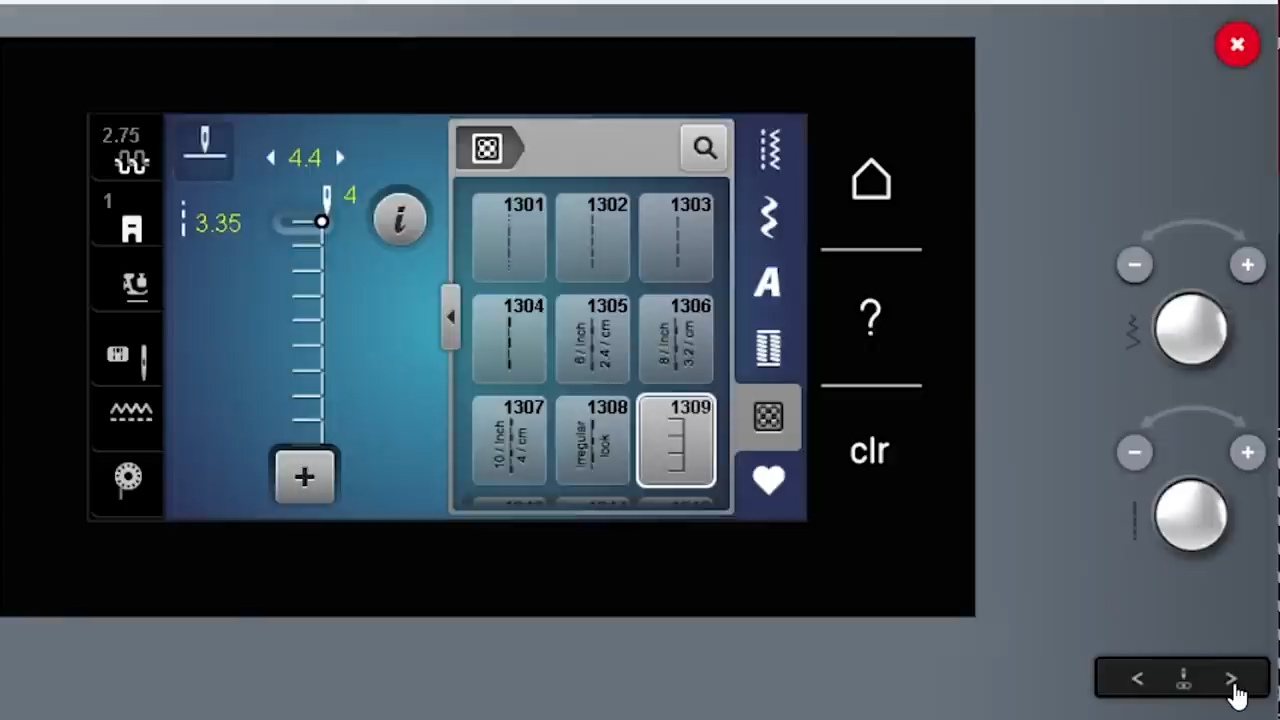 2.75
4.4
4
1
3.35
i
1301
1302
1303
1304
1305
6 / Inch
2.4 / cm
1306
8 / Inch
3.2 / cm
1307
10 / Inch
4 / cm
1308
Irregular
look
1309
A
+
?
clr
- +
- +
< >